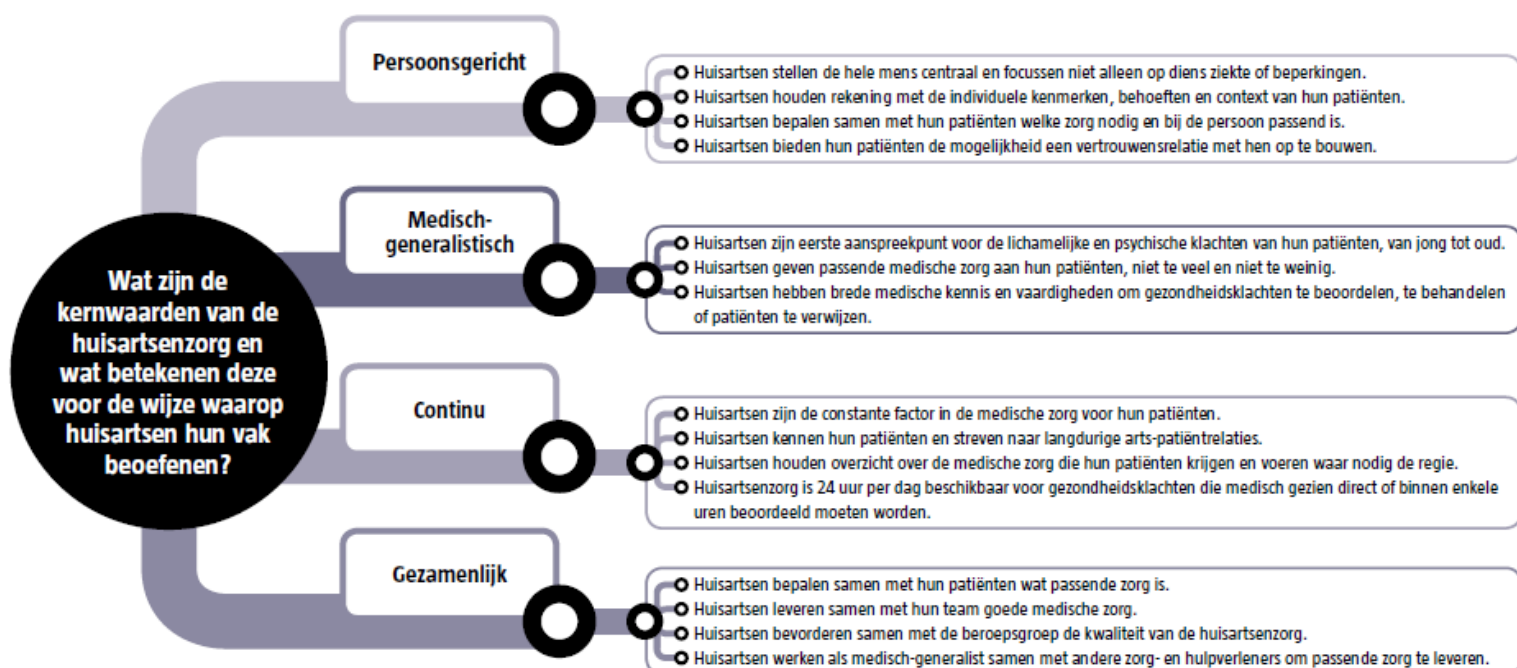 Wat zijn de
kernwaarden van de
huisartsenzorg en
wat betekenen deze
voor de wijze waarop
huisartsen hun vak
beoefenen?
Persoonsgericht
Huisartsen stellen de hele mens centraal en focussen niet alleen op diens ziekte of beperkingen.
Huisartsen houden rekening met de individuele kenmerken, behoeften en context van hun patiënten.
Huisartsen bepalen samen met hun patiënten welke zorg nodig en bij de persoon passend is.
Huisartsen bieden hun patiënten de mogelijkheid een vertrouwensrelatie met hen op te bouwen.
Medisch-
generalistisch
Huisartsen zijn eerste aanspreekpunt voor de lichamelijke en psychische klachten van hun patiënten, van jong tot oud.
Huisartsen geven passende medische zorg aan hun patiënten, niet te veel en niet te weinig.
Huisartsen hebben brede medische kennis en vaardigheden om gezondheidsklachten te beoordelen, te behandelen
of patiënten te verwijzen.
Continu
Huisartsen zijn de constante factor in de medische zorg voor hun patiënten.
Huisartsen kennen hun patiënten en streven naar langdurige arts-patiëntrelaties.
Huisartsen houden overzicht over de medische zorg die hun patiënten krijgen en voeren waar nodig de regie.
Huisartsenzorg is 24 uur per dag beschikbaar voor gezondheidsklachten die medisch gezien direct of binnen enkele
uren beoordeeld moeten worden.
Gezamenlijk
Huisartsen bepalen samen met hun patiënten wat passende zorg is.
Huisartsen leveren samen met hun team goede medische zorg.
Huisartsen bevorderen samen met de beroepsgroep de kwaliteit van de huisartsenzorg.
Huisartsen werken als medisch-generalist samen met andere zorg- en hulpverleners om passende zorg te leveren.